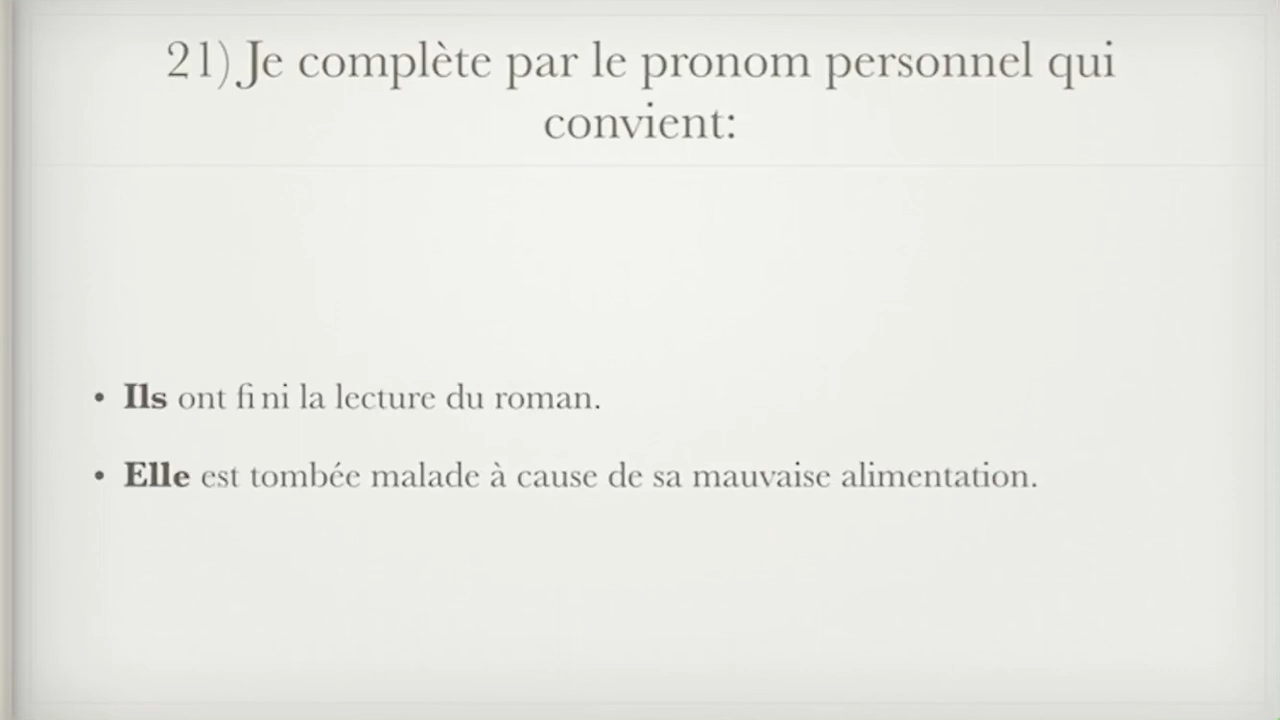 21) Je complète par le pronom personnel qui
convient:
• Ils ont fini la lecture du roman.
• Elle est tombée malade à cause de sa mauvaise alimentation.